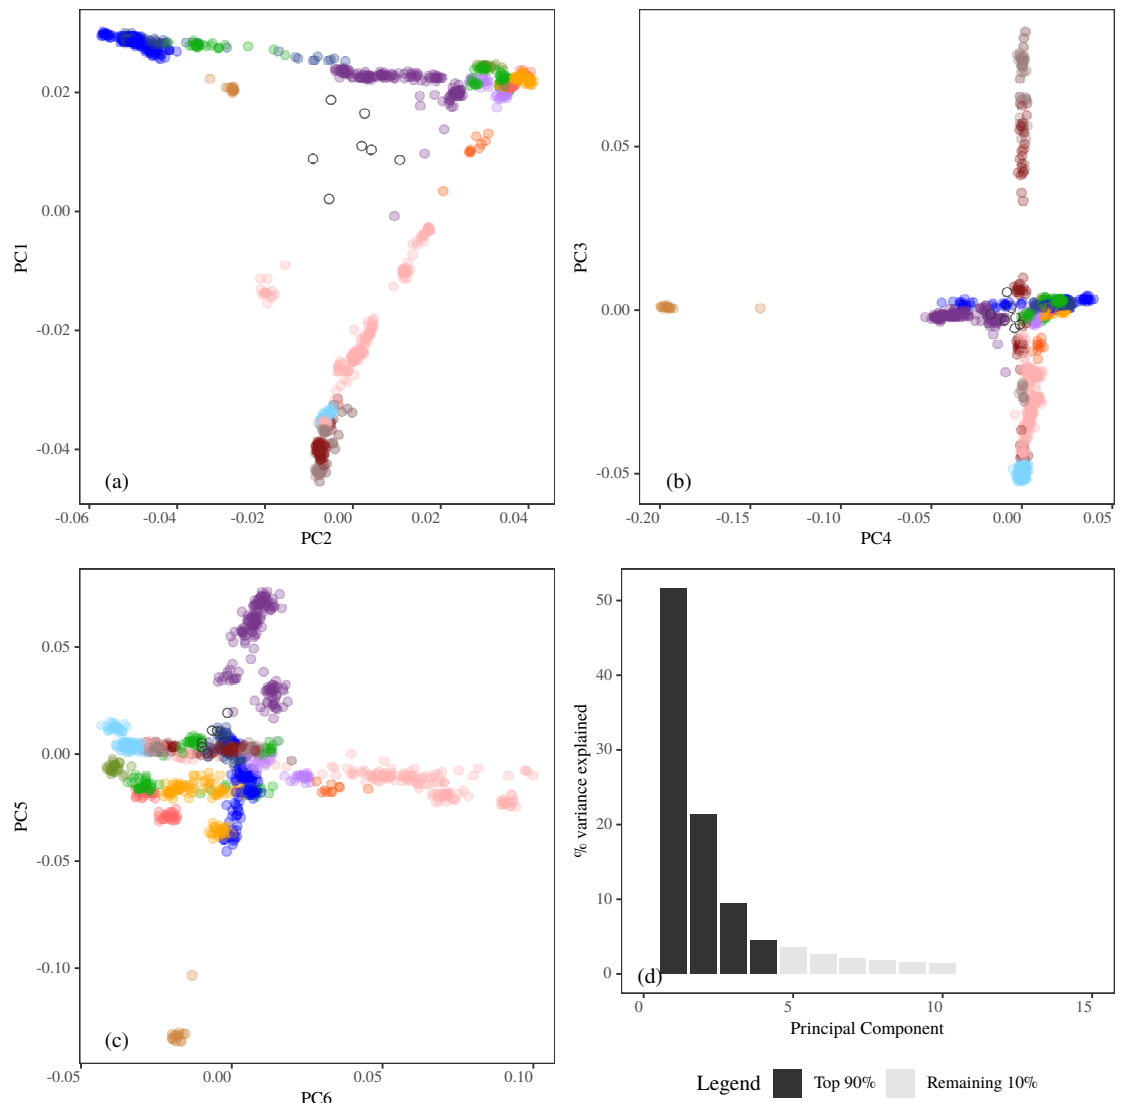 0.02
0.00
-0.02
-0.04
PC1
(a)
-0.06
-0.04
-0.02
0.00
0.02
0.04
PC2
0.05
0.00
-0.05
PC3
(b)
-0.20
-0.15
-0.10
-0.05
0.00
0.05
PC4
0.05
0.00
-0.05
-0.10
PC5
(c)
-0.05
0.00
0.05
0.10
PC6
50
40
30
20
10
0
% variance explained
(d)
0
5
10
15
Principal Component
Legend Top 90% Remaining 10%